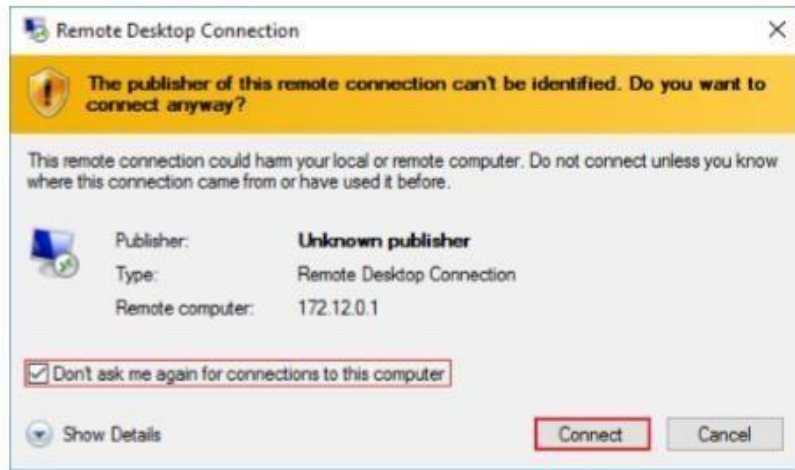 Remote Desktop Connection
The publisher of this remote connection can't be identified. Do you want to
connect anyway?
This remote connection could harm your local or remote computer. Do not connect unless you know
where this connection came from or have used it before.
Publisher: Unknown publisher
Type: Remote Desktop Connection
Remote computer: 172.12.0.1
Don't ask me again for connections to this computer
Show Details Connect Cancel